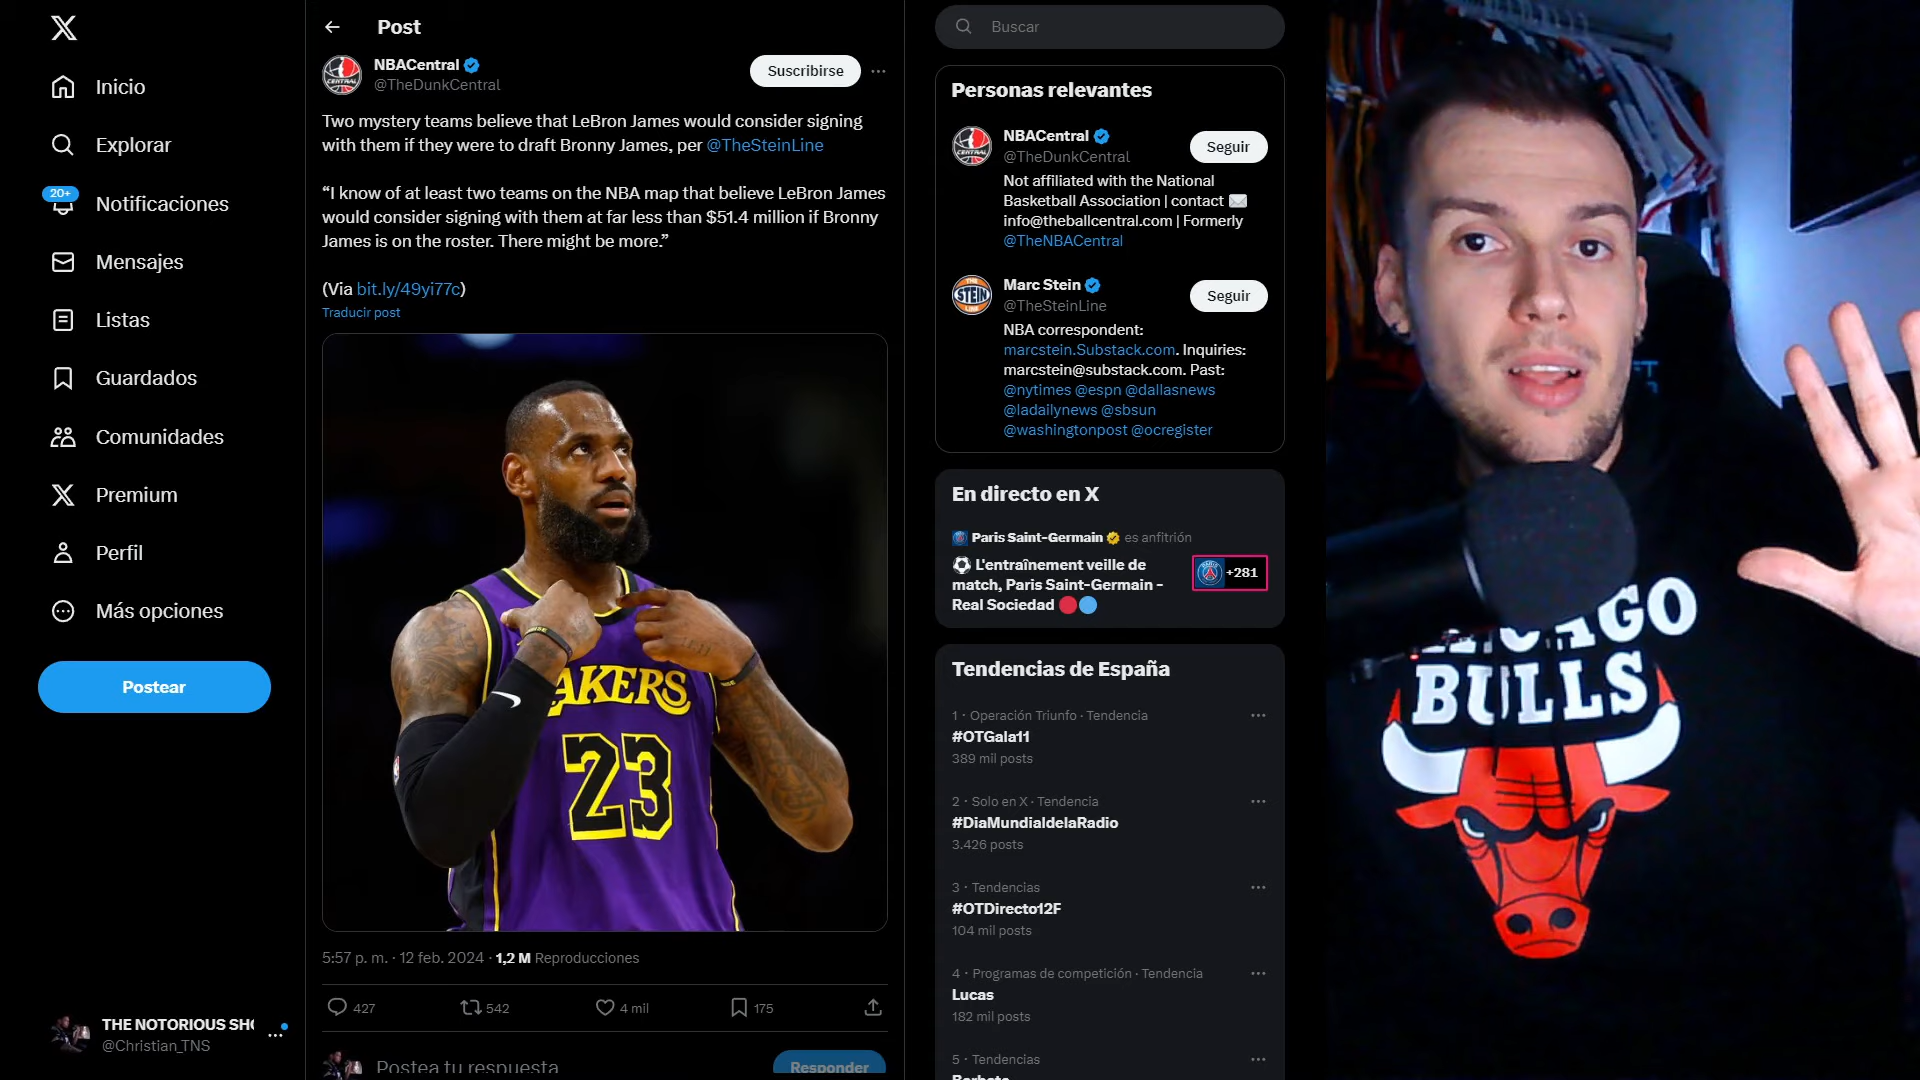 Inicio
Explorar
20+
Notificaciones
Mensajes
Listas
Guardados
Comunidades
Premium
Perfil
Más opciones
Postear
THE NOTORIOUS
@Christian_TNS
Post
NBACentral
@TheDunkCentral
Suscribirse
Two mystery teams believe that LeBron James would consider signing
with them if they were to draft Bronny James, per @TheSteinLine
“I know of at least two teams on the NBA map that believe LeBron James
would consider signing with them at far less than $51.4 million if Bronny
James is on the roster. There might be more.”
(Via bit.ly/49yi77c)
Traducir post
LAKERS
23
5:57 p. m. · 12 feb. 2024 · 1,2 M Reproducciones
427
542
4 mil
175
Postea tu respuesta
Responder
Buscar
Personas relevantes
NBACentral
@TheDunkCentral
Seguir
Not affiliated with the National
Basketball Association | contact
info@theballcentral.com | Formerly
@TheNBACentral
THE
STEIN
LINE
Marc Stein
@TheSteinLine
Seguir
NBA correspondent:
marcstein.Substack.com. Inquiries:
marcstein@substack.com. Past:
@nytimes @espn @dallasnews
@ladailynews @sbsun
@washingtonpost @ocregister
En directo en X
Paris Saint-Germain es anfitrión
L’entraînement veille de
match, Paris Saint-Germain -
Real Sociedad
+281
Tendencias de España
1 · Operación Triunfo · Tendencia
#OTGala11
389 mil posts
2 · Solo en X · Tendencia
#DiaMundialdelaRadio
3.426 posts
3 · Tendencias
#OTDirecto12F
104 mil posts
4 · Programas de competición · Tendencia
Lucas
182 mil posts
5 · Tendencias
CHICAGO
BULLS